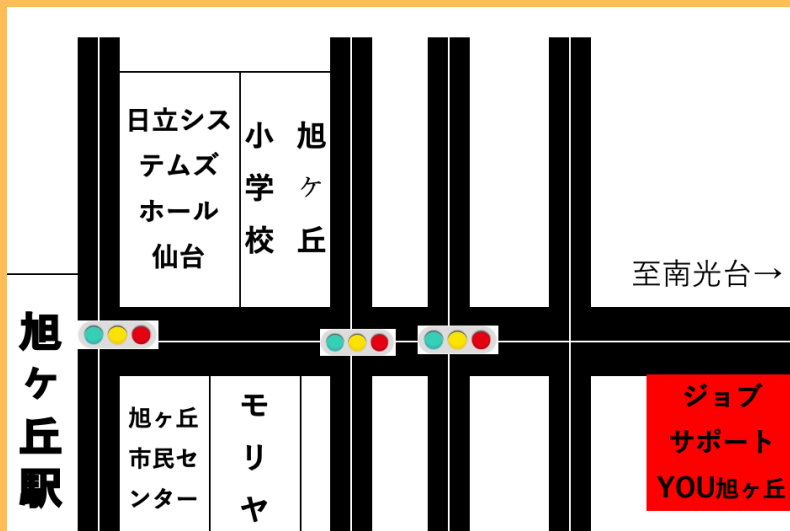 日立シス
テムズ
ホール
仙台
旭ヶ丘
小学校
至南光台→
旭ヶ丘駅
旭ヶ丘
市民セ
ンター
モリヤ
ジョブ
サポート
YOU旭ヶ丘